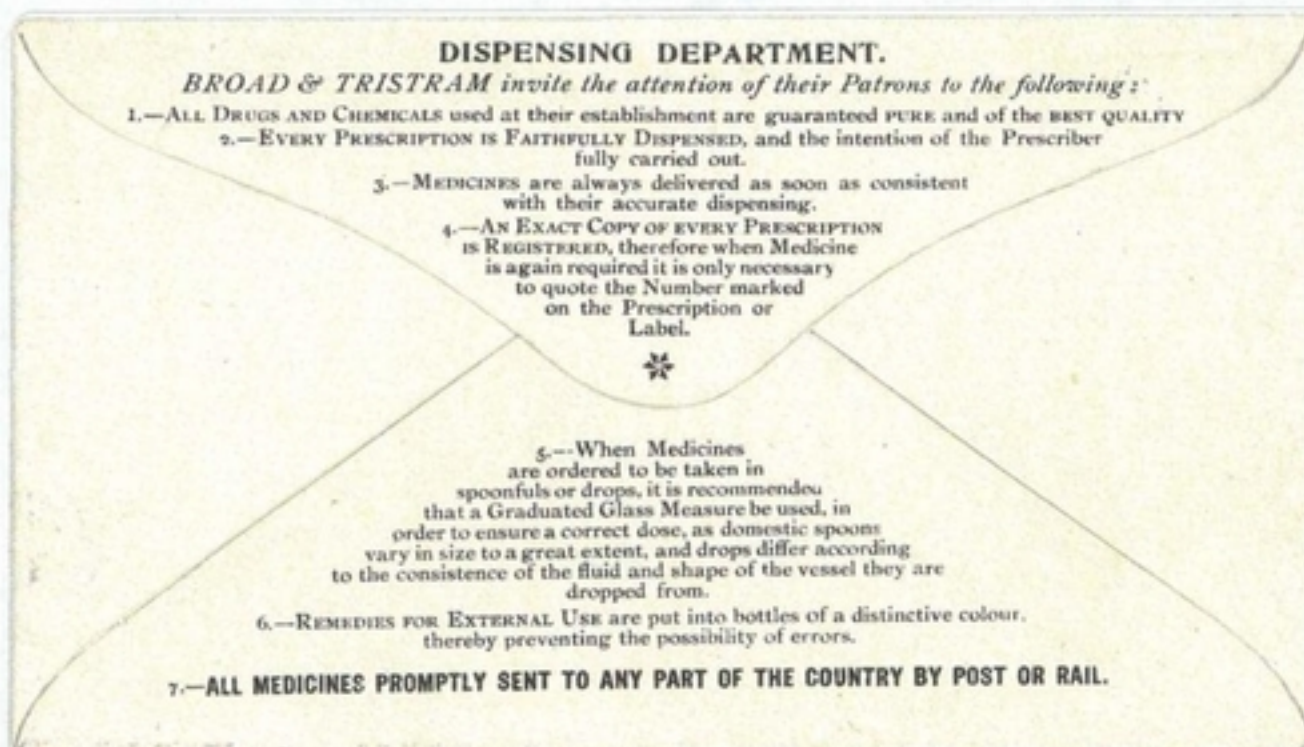 DISPENSING DEPARTMENT.
BROAD & TRISTRAM invite the attention of their Patrons to the following:
1.—ALL DRUGS AND CHEMICALS used at their establishment are guaranteed PURE and of the BEST QUALITY
2.—EVERY PRESCRIPTION IS FAITHFULLY DISPENSED, and the intention of the Prescriber
fully carried out.
3.—MEDICINES are always delivered as soon as consistent
with their accurate dispensing.
4.—AN EXACT COPY OF EVERY PRESCRIPTION
IS REGISTERED, therefore when Medicine
is again required it is only necessary
to quote the Number marked
on the Prescription or
Label.
5.—When Medicines
are ordered to be taken in
spoonfuls or drops, it is recommended
that a Graduated Glass Measure be used, in
order to ensure a correct dose, as domestic spoons
vary in size to a great extent, and drops differ according
to the consistence of the fluid and shape of the vessel they are
dropped from.
6.—REMEDIES FOR EXTERNAL USE are put into bottles of a distinctive colour,
thereby preventing the possibility of errors.
7.—ALL MEDICINES PROMPTLY SENT TO ANY PART OF THE COUNTRY BY POST OR RAIL.